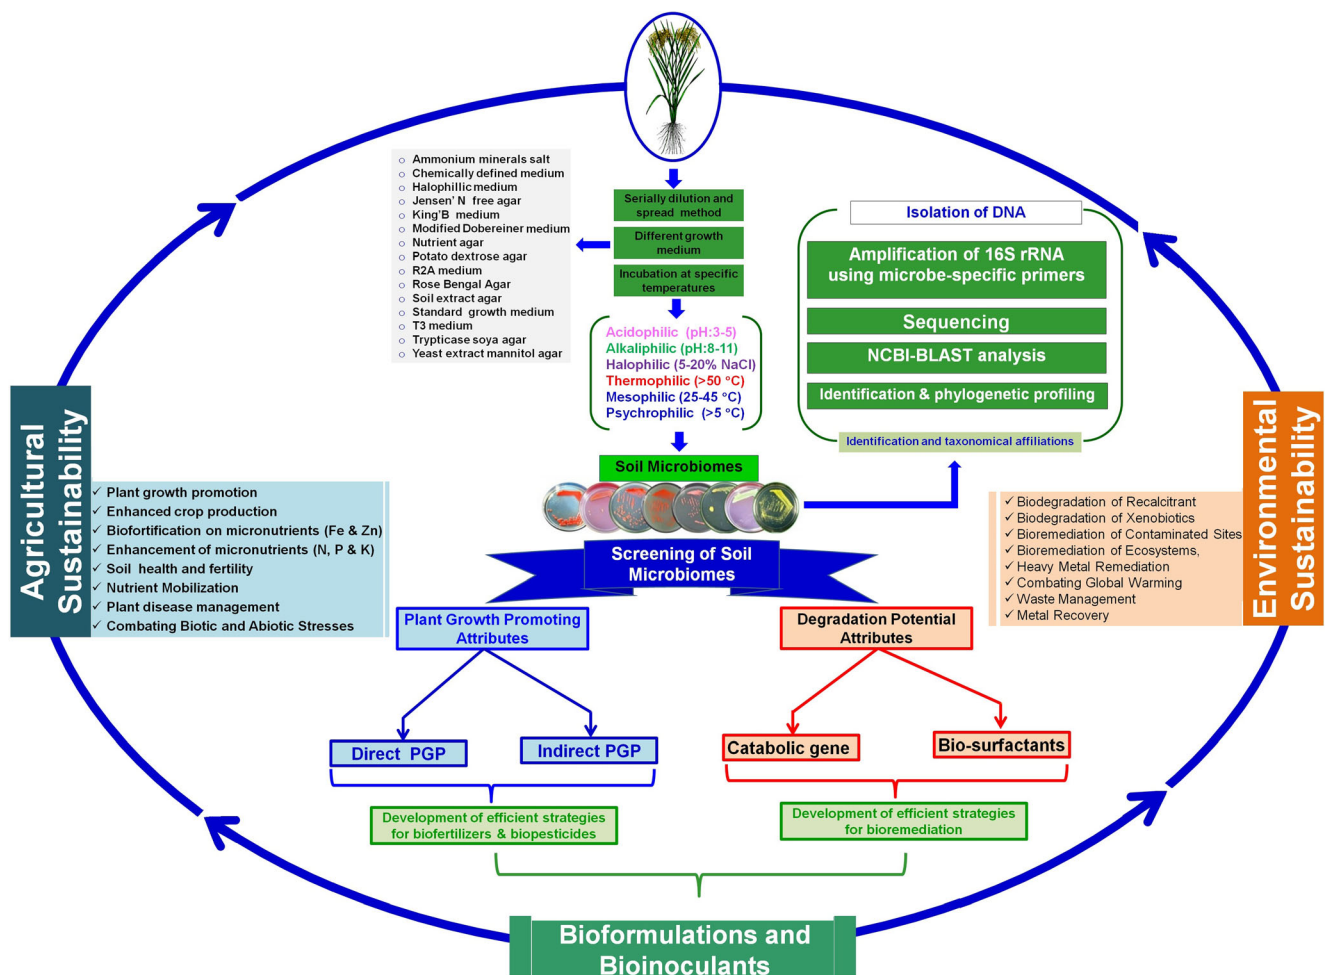 Ammonium minerals salt
Chemically defined medium
Halophillic medium
Jensen' N free agar
King'B medium
Modified Dobereiner medium
Nutrient agar
Potato dextrose agar
R2A medium
Rose Bengal Agar
Soil extract agar
Standard growth medium
T3 medium
Trypticase soya agar
Yeast extract mannitol agar
Serially dilution and
spread method
Different growth
medium
Incubation at specific
temperatures
Acidophilic (pH:3-5)
Alkaliphilic (pH:8-11)
Halophilic (5-20% NaCl)
Thermophilic (>50 °C)
Mesophilic (25-45 °C)
Psychrophilic (>5 °C)
Soil Microbiomes
Isolation of DNA
Amplification of 16S rRNA
using microbe-specific primers
Sequencing
NCBI-BLAST analysis
Identification & phylogenetic profiling
Identification and taxonomical affiliations
Agricultural
Sustainability
✓ Plant growth promotion
✓ Enhanced crop production
✓ Biofortification on micronutrients (Fe & Zn)
✓ Enhancement of micronutrients (N, P & K)
✓ Soil health and fertility
✓ Nutrient Mobilization
✓ Plant disease management
✓ Combating Biotic and Abiotic Stresses
Environmental
Sustainability
✓ Biodegradation of Recalcitrant
✓ Biodegradation of Xenobiotics
✓ Bioremediation of Contaminated Sites
✓ Bioremediation of Ecosystems,
✓ Heavy Metal Remediation
✓ Combating Global Warming
✓ Waste Management
✓ Metal Recovery
Screening of Soil
Microbiomes
Plant Growth Promoting
Attributes
Degradation Potential
Attributes
Direct PGP
Indirect PGP
Catabolic gene
Bio-surfactants
Development of efficient strategies
for biofertilizers & biopesticides
Development of efficient strategies
for bioremediation
Bioformulations and
Bioinoculants